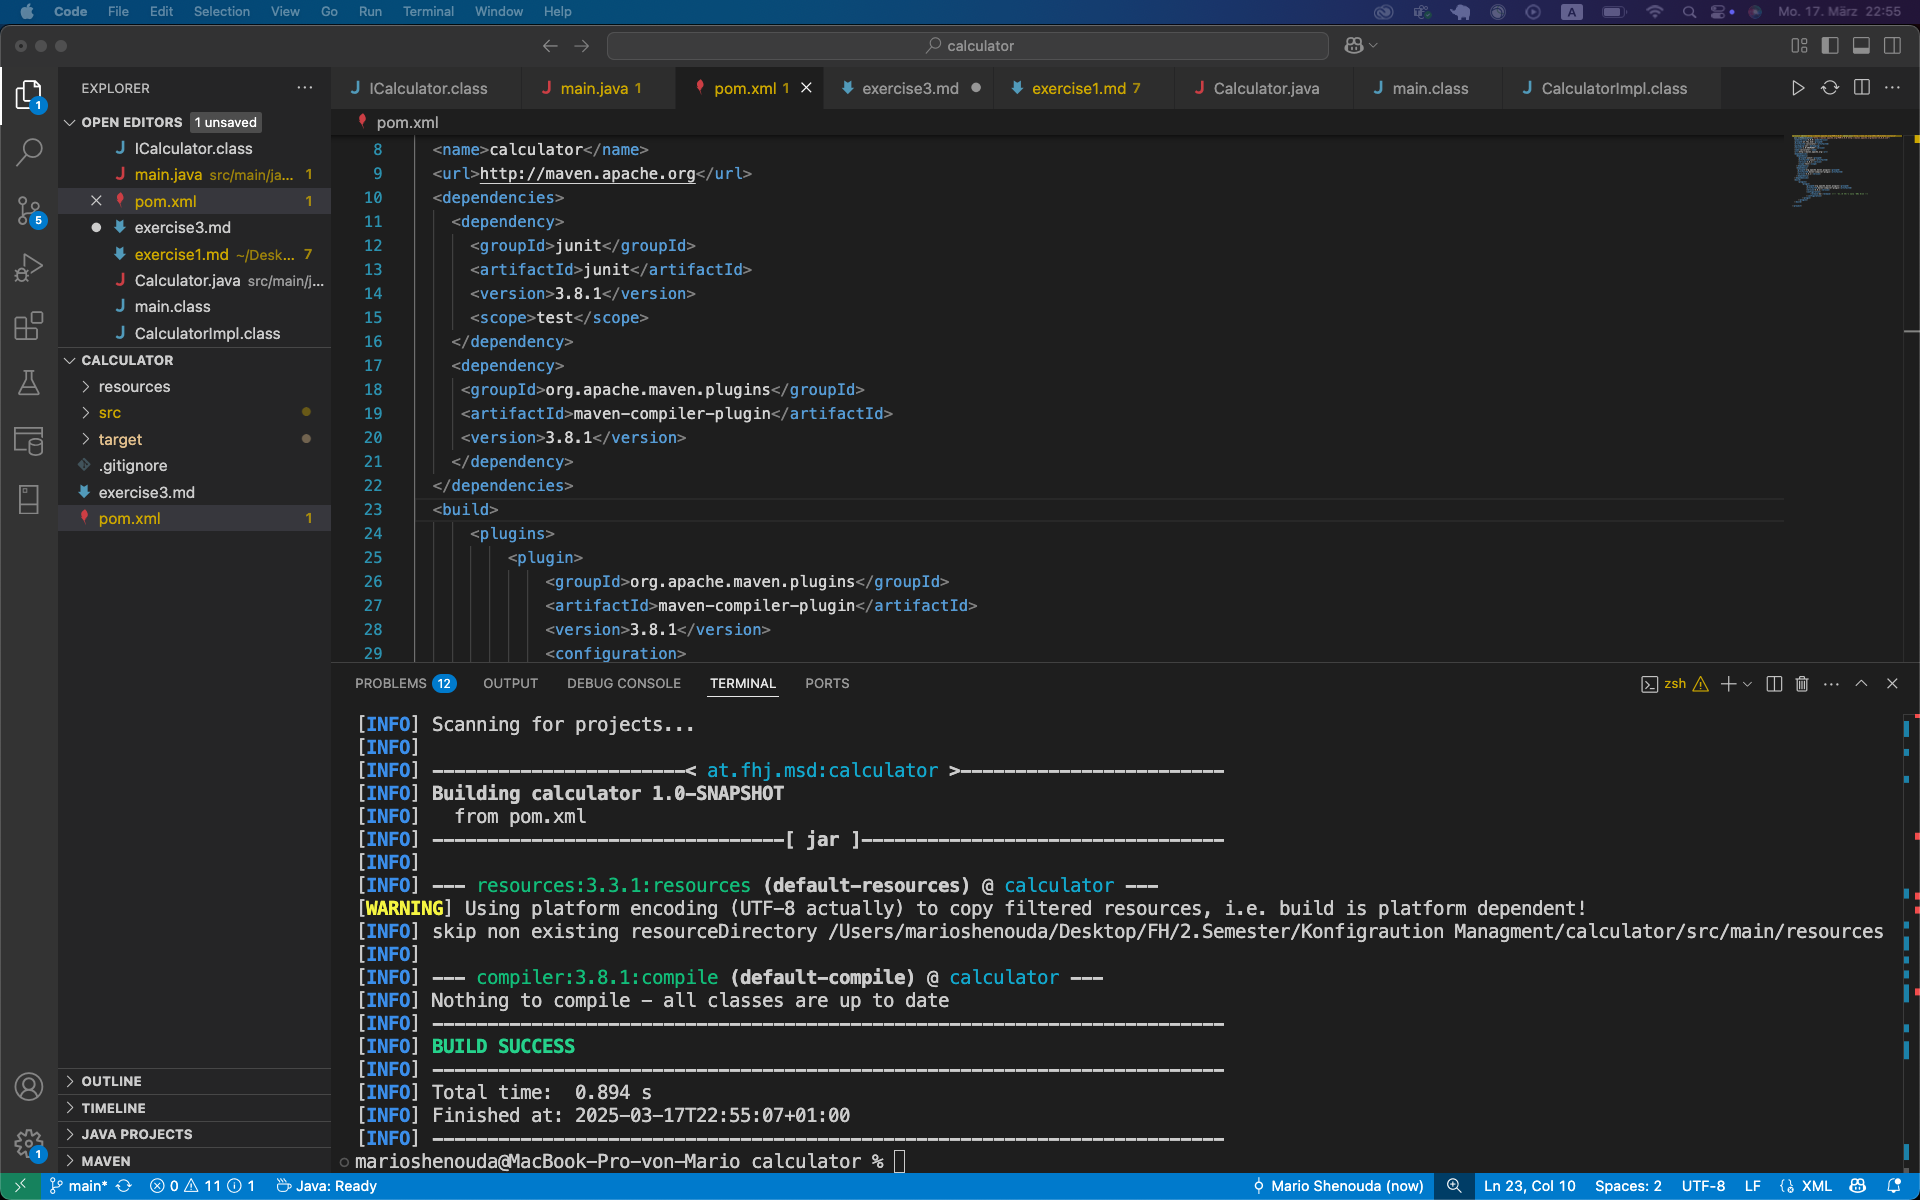 Code File Edit Selection View Go Run Terminal Window Help A Mo. 17. März 22:55
calculator
EXPLORER
ICalculator.class main.java 1 pom.xml 1 exercise3.md exercise1.md 7 Calculator.java main.class CalculatorImpl.class
OPEN EDITORS 1 unsaved
ICalculator.class
main.java src/main/ja... 1
pom.xml 1
exercise3.md
exercise1.md ~/Desk... 7
Calculator.java src/main/j...
main.class
CalculatorImpl.class
CALCULATOR
resources
src
target
.gitignore
exercise3.md
pom.xml 1
OUTLINE
TIMELINE
JAVA PROJECTS
MAVEN
1
5
1
pom.xml
8 <name>calculator</name>
9 <url>http://maven.apache.org</url>
10 <dependencies>
11 <dependency>
12 <groupId>junit</groupId>
13 <artifactId>junit</artifactId>
14 <version>3.8.1</version>
15 <scope>test</scope>
16 </dependency>
17 <dependency>
18 <groupId>org.apache.maven.plugins</groupId>
19 <artifactId>maven-compiler-plugin</artifactId>
20 <version>3.8.1</version>
21 </dependency>
22 </dependencies>
23 <build>
24 <plugins>
25 <plugin>
26 <groupId>org.apache.maven.plugins</groupId>
27 <artifactId>maven-compiler-plugin</artifactId>
28 <version>3.8.1</version>
29 <configuration>
PROBLEMS 12 OUTPUT DEBUG CONSOLE TERMINAL PORTS zsh
[INFO] Scanning for projects...
[INFO]
[INFO] -----------------------< at.fhj.msd:calculator >------------------------
[INFO] Building calculator 1.0-SNAPSHOT
[INFO] from pom.xml
[INFO] --------------------------------[ jar ]---------------------------------
[INFO]
[INFO] --- resources:3.3.1:resources (default-resources) @ calculator ---
[WARNING] Using platform encoding (UTF-8 actually) to copy filtered resources, i.e. build is platform dependent!
[INFO] skip non existing resourceDirectory /Users/marioshenouda/Desktop/FH/2.Semester/Konfigraution Managment/calculator/src/main/resources
[INFO]
[INFO] --- compiler:3.8.1:compile (default-compile) @ calculator ---
[INFO] Nothing to compile - all classes are up to date
[INFO] ------------------------------------------------------------------------
[INFO] BUILD SUCCESS
[INFO] ------------------------------------------------------------------------
[INFO] Total time: 0.894 s
[INFO] Finished at: 2025-03-17T22:55:07+01:00
[INFO] ------------------------------------------------------------------------
marioshenouda@MacBook-Pro-von-Mario calculator %
main* 0 11 1 Java: Ready Mario Shenouda (now) Ln 23, Col 10 Spaces: 2 UTF-8 LF XML